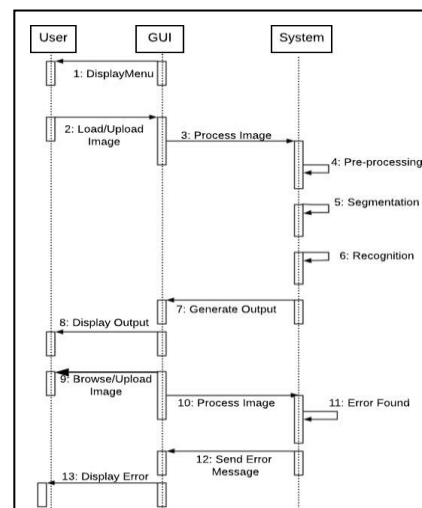 User GUI System
1: DisplayMenu
2: Load/Upload
Image
3: Process Image
4: Pre-processing
5: Segmentation
6: Recognition
7: Generate Output
8: Display Output
9: Browse/Upload
Image
10: Process Image
11: Error Found
12: Send Error
Message
13: Display Error